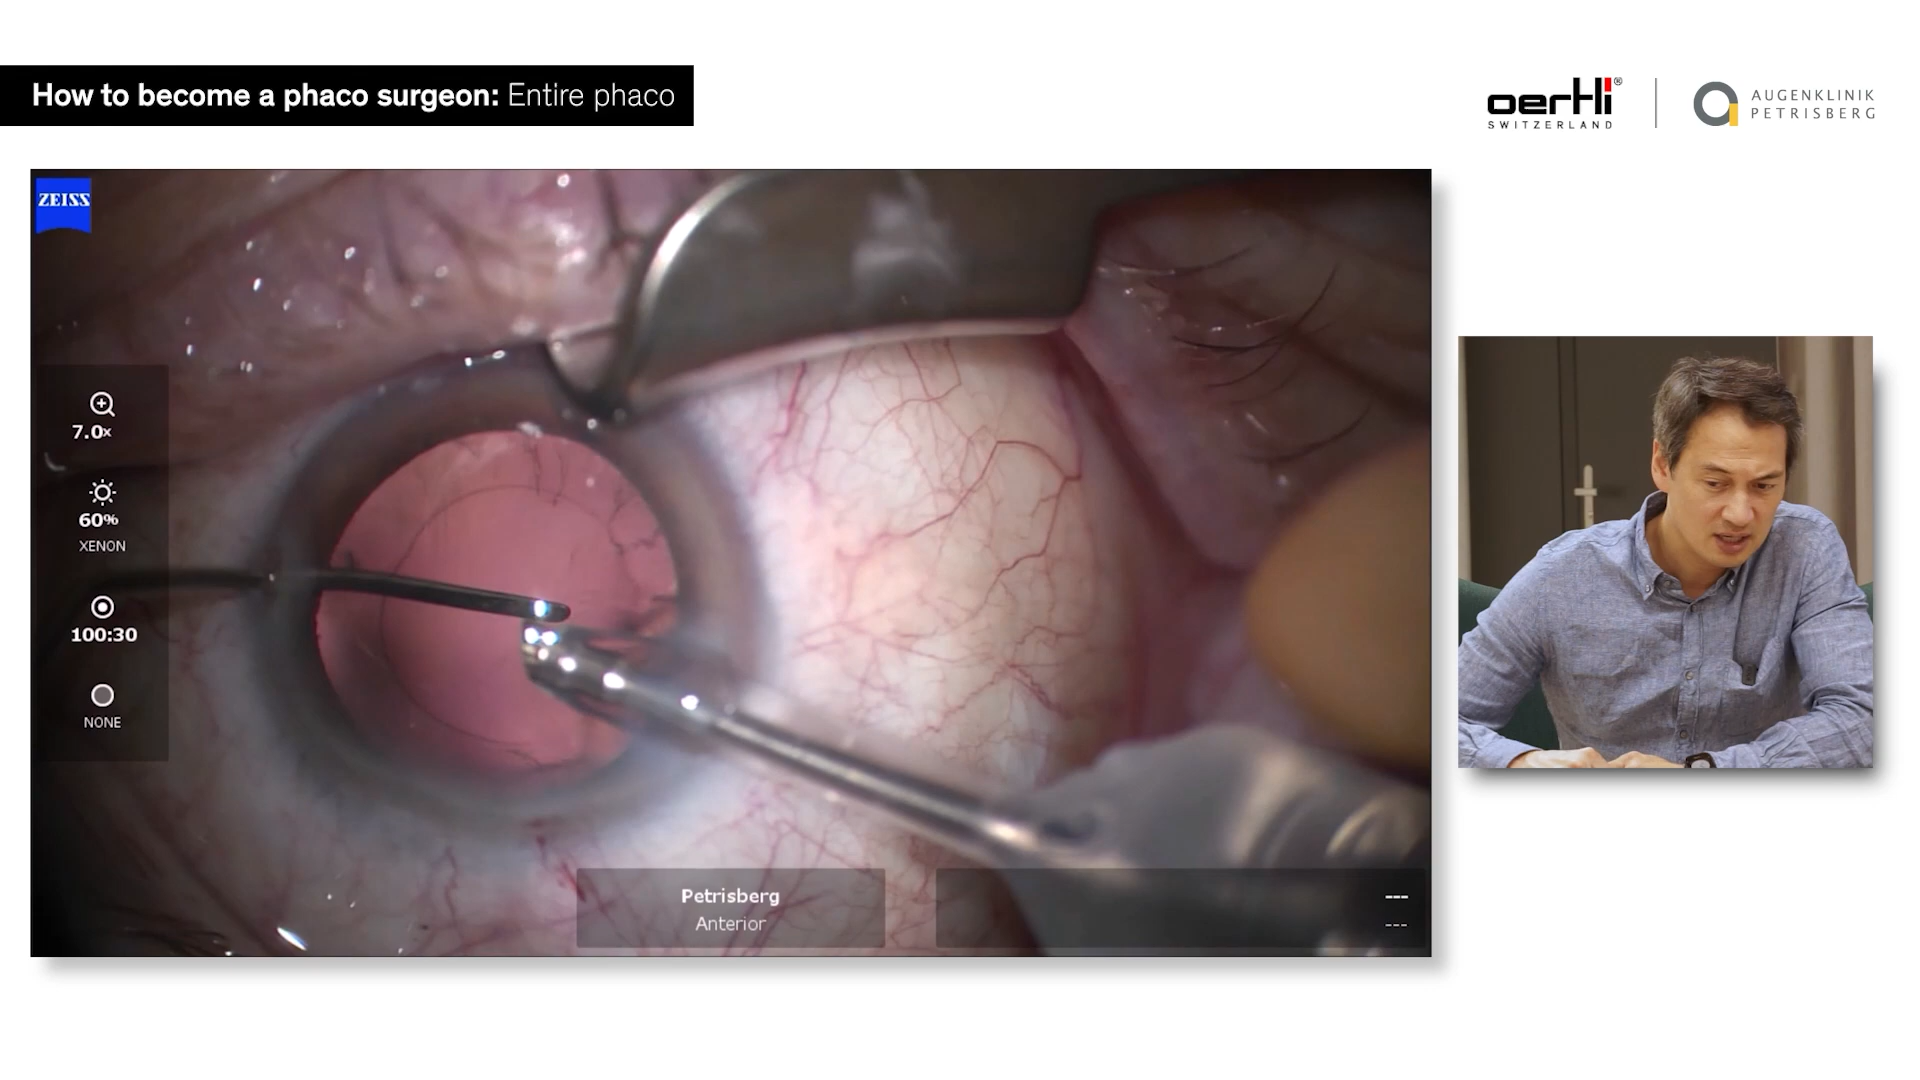 How to become a phaco surgeon: Entire phaco
oertli®
SWITZERLAND
AUGENKLINIK
PETRISBERG
ZEISS
7.0x
60%
XENON
100:30
NONE
Petrisberg
Anterior
---
---